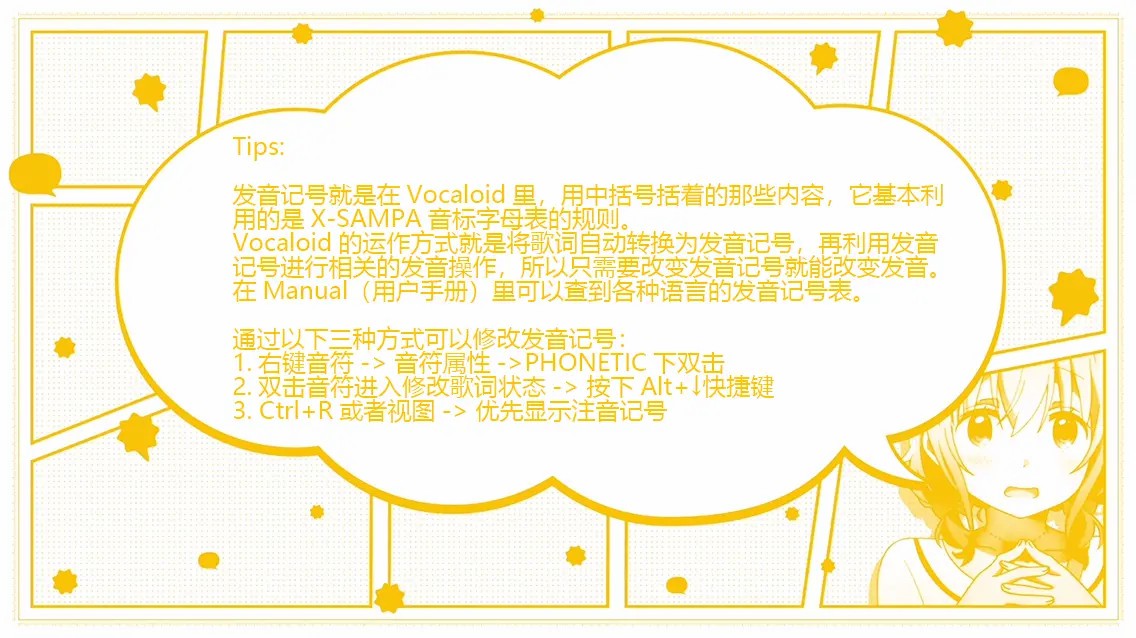 Tips:
发音记号就是在 Vocaloid 里，用中括号括着的那些内容，它基本利
用的是 X-SAMPA 音标字母表的规则。
Vocaloid 的运作方式就是将歌词自动转换为发音记号，再利用发音
记号进行相关的发音操作，所以只需要改变发音记号就能改变发音。
在 Manual（用户手册）里可以查到各种语言的发音记号表。
通过以下三种方式可以修改发音记号：
1. 右键音符 -> 音符属性 ->PHONETIC 下双击
2. 双击音符进入修改歌词状态 -> 按下 Alt+↓快捷键
3. Ctrl+R 或者视图 -> 优先显示注音记号